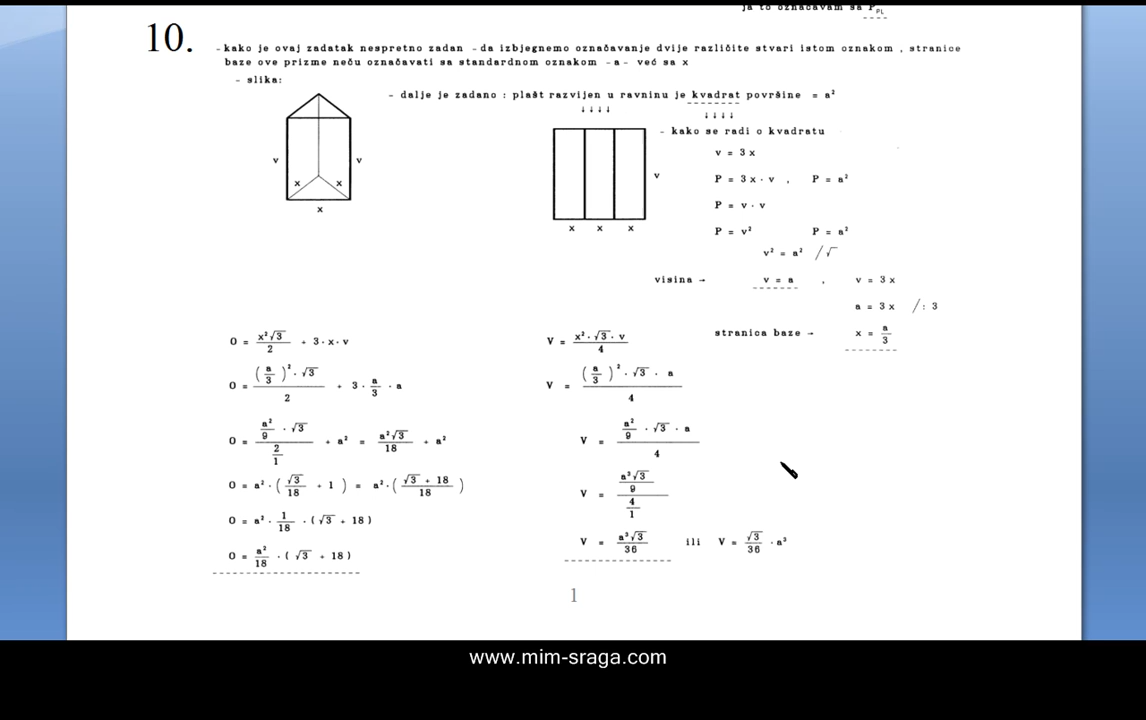 ja to označavam sa P PL
10.
- kako je ovaj zadatak nespretno zadan - da izbjegnemo označavanje dvije različite stvari istom oznakom , stranice
baze ove prizme neću označavati sa standardnom oznakom - a - već sa x
- slika:
- dalje je zadano : plašt razvijen u ravninu je kvadrat površine = a²
↓ ↓ ↓ ↓
↓ ↓ ↓ ↓
- kako se radi o kvadratu
v = 3 x
v v
x x
x
v
x x x
P = 3 x · v , P = a²
P = v · v
P = v² P = a²
v² = a² /√
visina → v = a , v = 3 x
a = 3 x / : 3
stranica baze → x = a/3
O = x²√3/2 + 3 · x · v
V = x² · √3 · v/4
O = (a/3)² · √3/2 + 3 · a/3 · a
V = (a/3)² · √3 · a/4
O = a²/9 · √3/2/1 + a² = a²√3/18 + a²
V = a²/9 · √3 · a/4
O = a² · ( √3/18 + 1 ) = a² · ( √3 + 18/18 )
V = a³√3/9/4/1
O = a² · 1/18 · ( √3 + 18 )
V = a³√3/36 ili V = √3/36 · a³
O = a²/18 · ( √3 + 18 )
1
www.mim-sraga.com